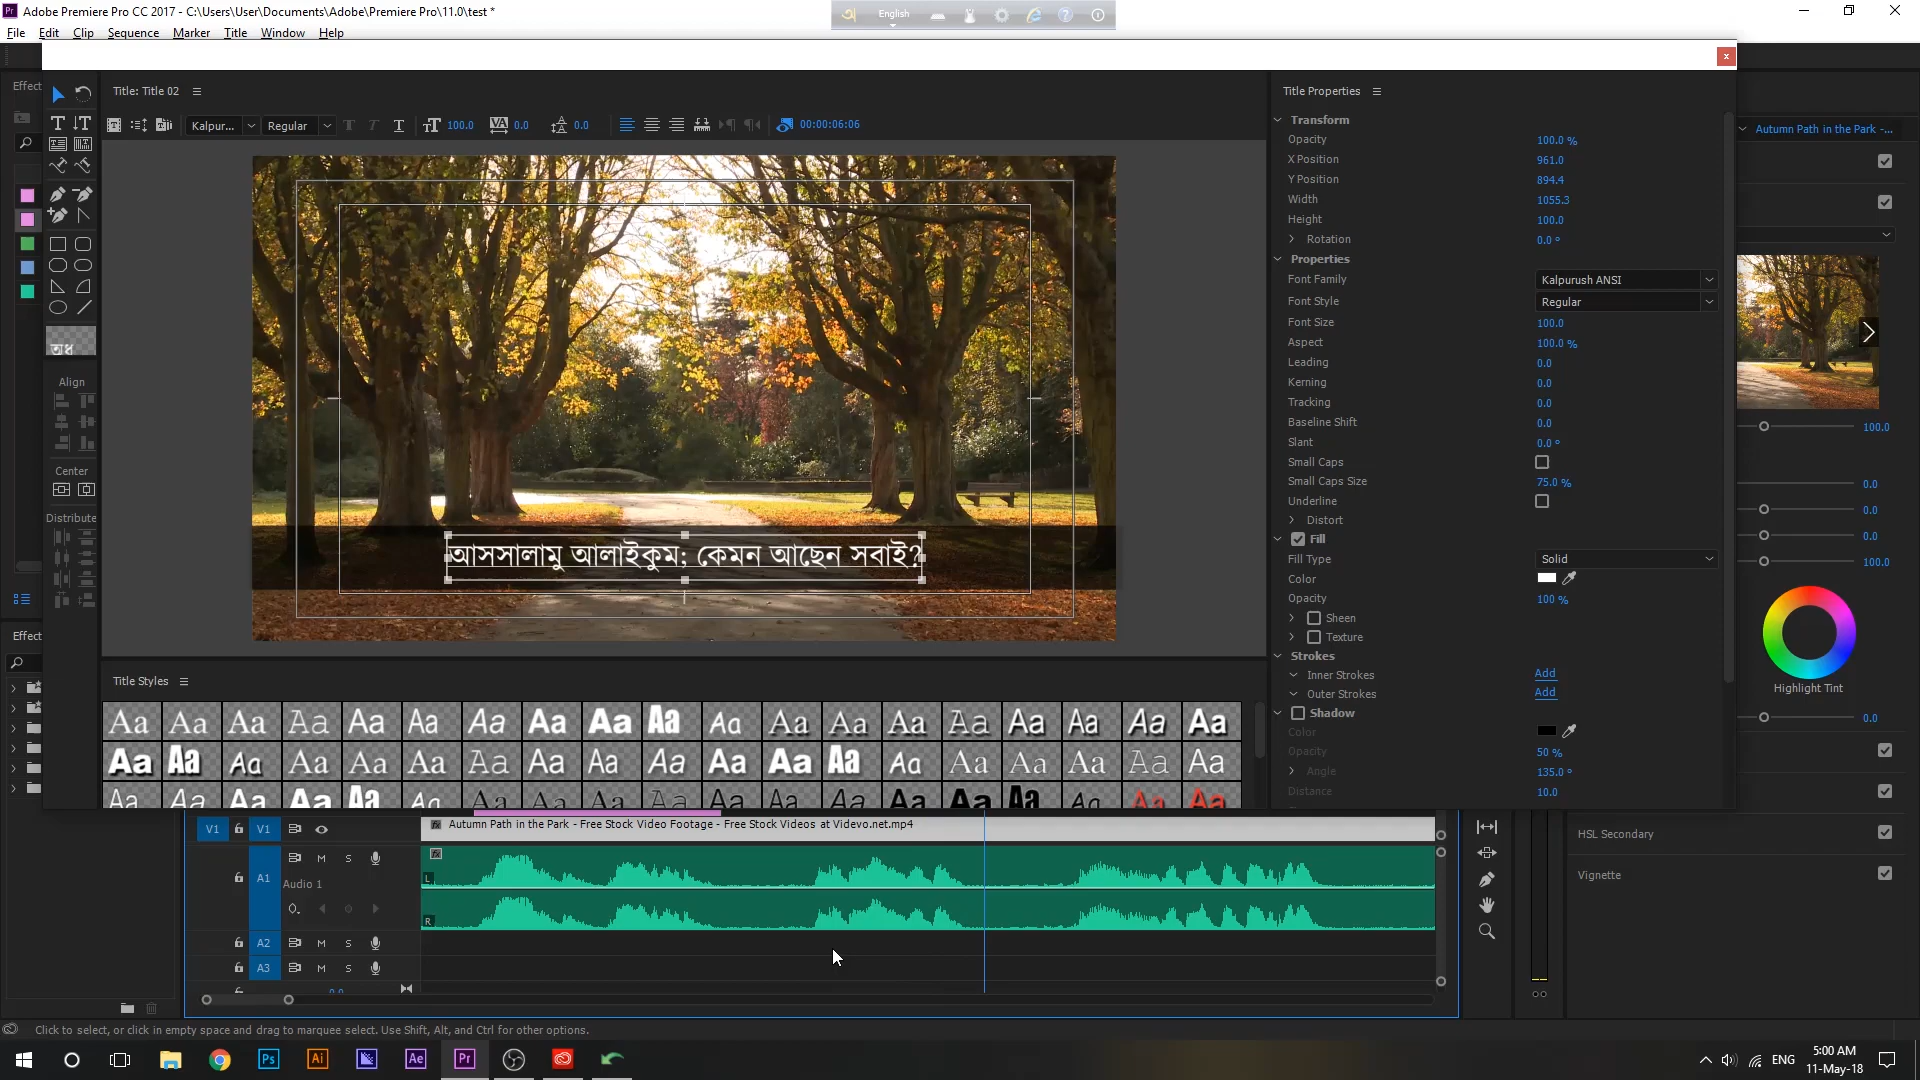 Adobe Premiere Pro CC 2017 - C:\Users\User\Documents\Adobe\Premiere Pro\11.0\test *
English
File Edit Clip Sequence Marker Title Window Help
Effect
Title: Title 02
Title Properties
Kalpur... Regular 100.0 0.0 0.0 00:00:06:06
Autumn Path in the Park -...
Transform
Opacity 100.0 %
X Position 961.0
Y Position 894.4
Width 1055.3
Height 100.0
Rotation 0.0 °
Properties
Font Family Kalpurush ANSI
Font Style Regular
Font Size 100.0
Aspect 100.0 %
Leading 0.0
Kerning 0.0
Tracking 0.0
Baseline Shift 0.0
Slant 0.0 °
Small Caps
Small Caps Size 75.0 %
Underline
Distort
Fill
Fill Type Solid
Color
Opacity 100 %
Sheen
Texture
Strokes
Inner Strokes Add
Outer Strokes Add
Shadow
Color
Opacity 50 %
Angle 135.0 °
Distance 10.0
Align
Center
Distribute
Effect
আসসালামু আলাইকুম; কেমন আছেন সবাই?
100.0
0.0
0.0
0.0
100.0
Highlight Tint
0.0
HSL Secondary
Vignette
Title Styles
Aa Aa Aa Aa Aa Aa Aa Aa Aa Aa Aa Aa Aa Aa Aa Aa Aa Aa Aa
Aa Aa Aa Aa Aa Aa Aa Aa Aa Aa Aa Aa Aa Aa Aa Aa Aa Aa Aa
Aa Aa Aa Aa Aa Aa Aa Aa Aa Aa Aa Aa Aa Aa Aa Aa Aa Aa Aa
V1 V1 Autumn Path in the Park - Free Stock Video Footage - Free Stock Videos at Videvo.net.mp4
A1 M S
Audio 1
L
R
A2 M S
A3 M S
0.0
Click to select, or click in empty space and drag to marquee select. Use Shift, Alt, and Ctrl for other options.
Ps Ai Ae Pr
ENG
5:00 AM
11-May-18